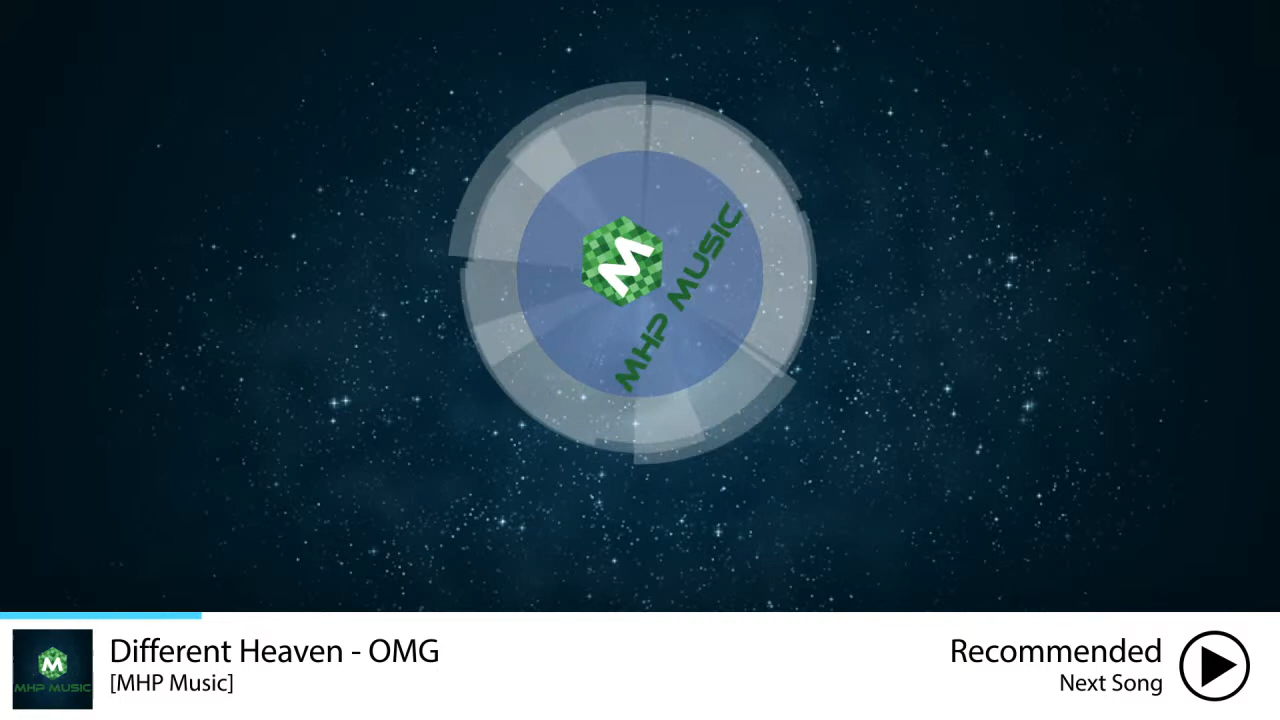 M
MHP MUSIC
M
MHP MUSIC
Different Heaven - OMG
[MHP Music]
Recommended
Next Song